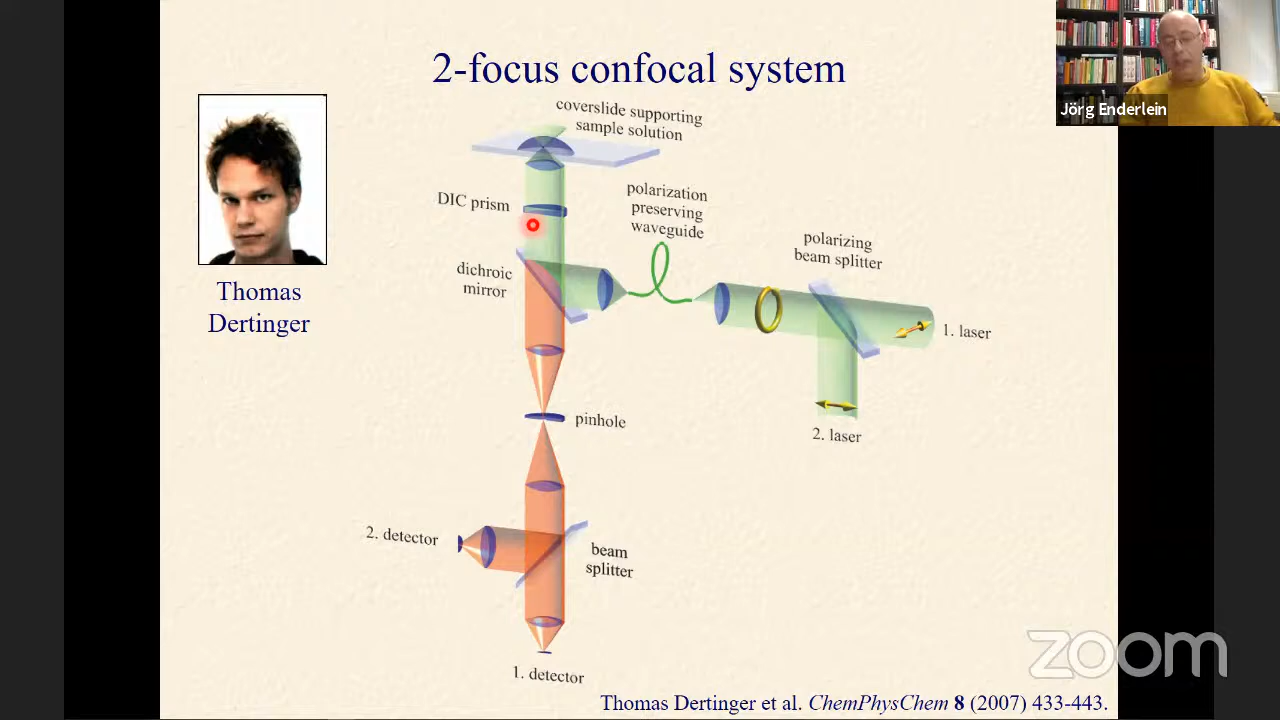 2-focus confocal system
Jörg Enderlein
coverslide supporting
sample solution
DIC prism
polarization
preserving
waveguide
polarizing
beam splitter
dichroic
mirror
Thomas
Dertinger
1. laser
pinhole
2. laser
2. detector
beam
splitter
1. detector
zoom
Thomas Dertinger et al. ChemPhysChem 8 (2007) 433-443.